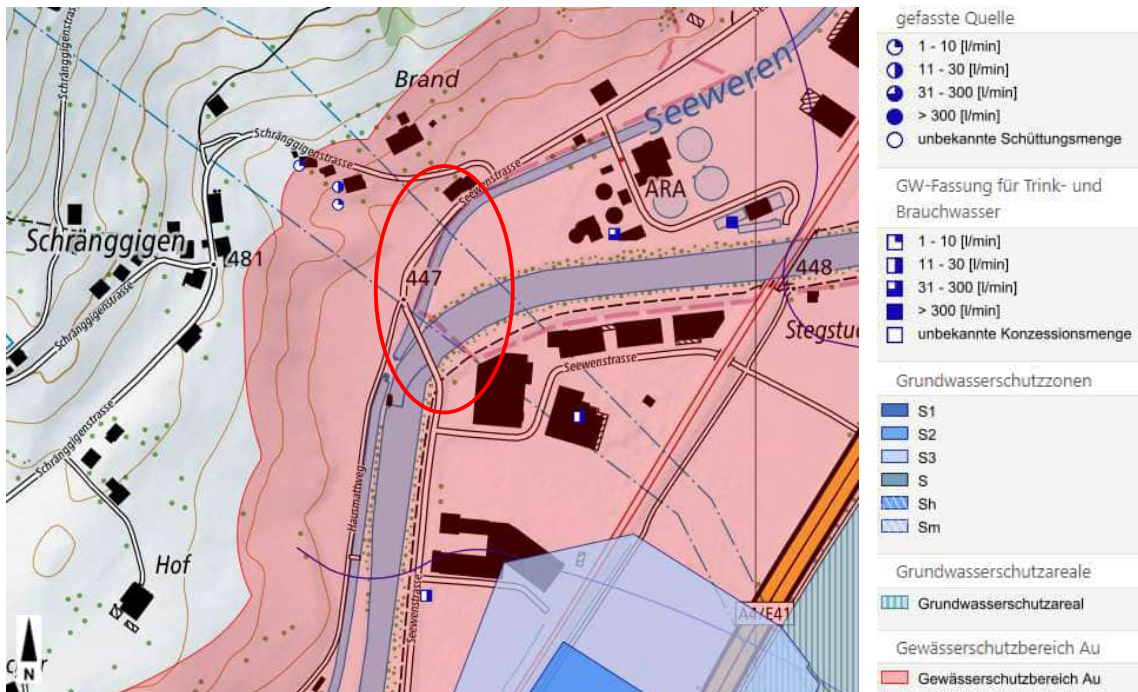 Brand
Seeweren
Schränggigenstrasse
Schränggigenstrasse
Seewenstrasse
ARA
Schränggigen
481
447
448
Stegstud
Schränggigenstrasse
Seewenstrasse
Schränggigenstrasse
Hausmattweg
Hof
Seewenstrasse
A4/E41
N
gefasste Quelle
1 - 10 [l/min]
11 - 30 [l/min]
31 - 300 [l/min]
> 300 [l/min]
unbekannte Schüttungsmenge
GW-Fassung für Trink- und
Brauchwasser
1 - 10 [l/min]
11 - 30 [l/min]
31 - 300 [l/min]
> 300 [l/min]
unbekannte Konzessionsmenge
Grundwasserschutzzonen
S1
S2
S3
S
Sh
Sm
Grundwasserschutzareale
Grundwasserschutzareal
Gewässerschutzbereich Au
Gewässerschutzbereich Au